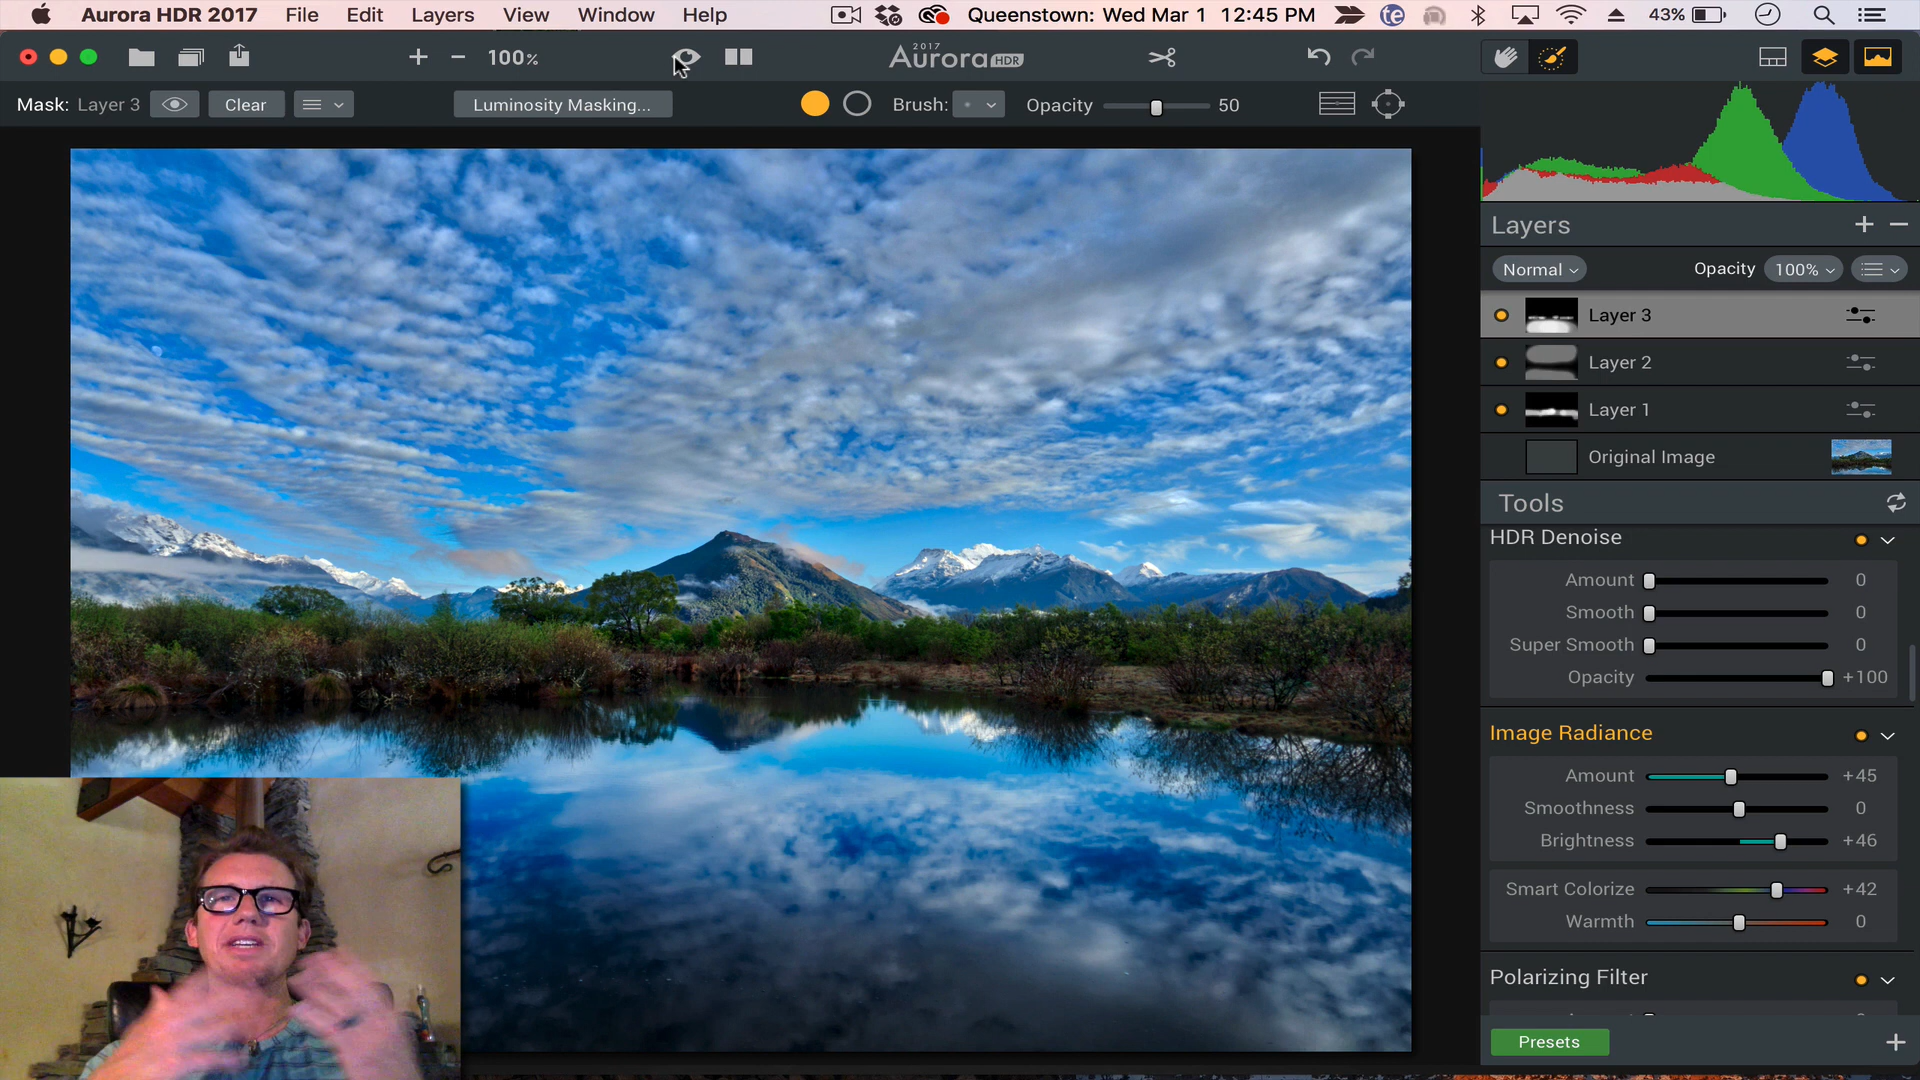 Aurora HDR 2017 File Edit Layers View Window Help Queenstown: Wed Mar 1 12:45 PM te 43%
100% 2017 Aurora HDR
Mask: Layer 3 Clear Luminosity Masking... Brush: Opacity 50
Layers
Normal Opacity 100%
Layer 3
Layer 2
Layer 1
Original Image
Tools
HDR Denoise
Amount 0
Smooth 0
Super Smooth 0
Opacity +100
Image Radiance
Amount +45
Smoothness 0
Brightness +46
Smart Colorize +42
Warmth 0
Polarizing Filter
Presets